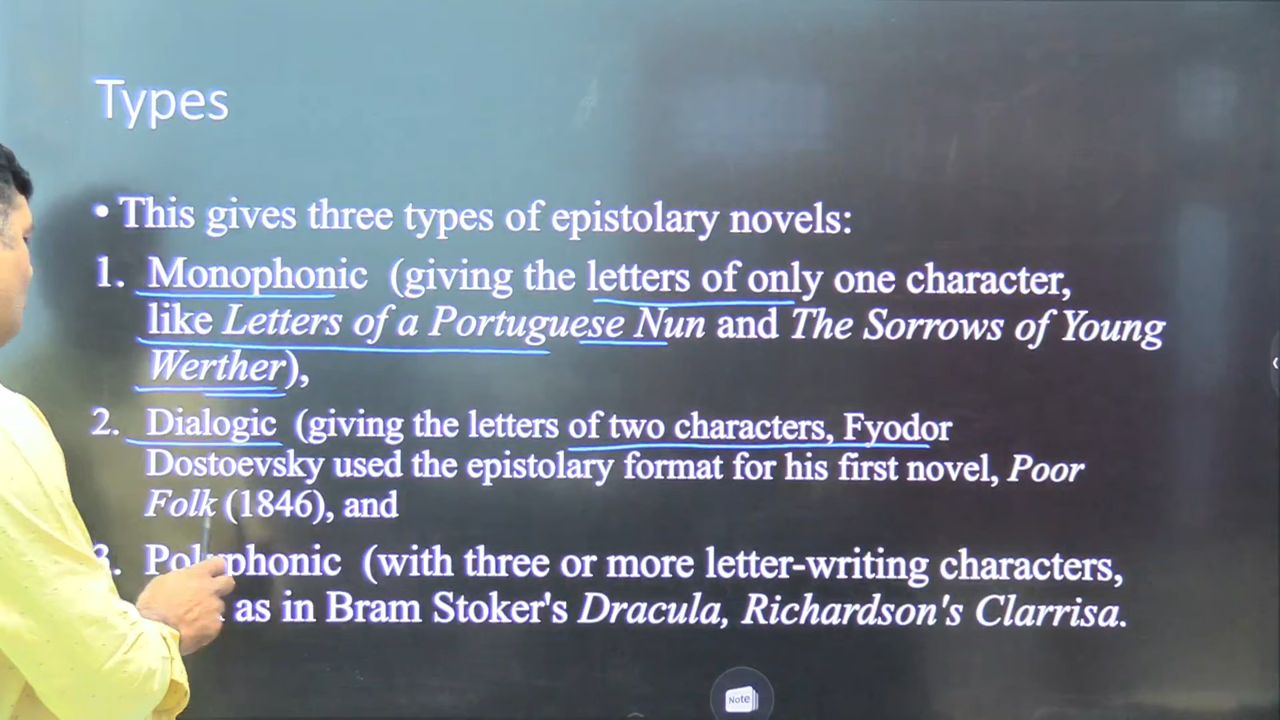 Types
• This gives three types of epistolary novels:
1. Monophonic (giving the letters of only one character,
like Letters of a Portuguese Nun and The Sorrows of Young
Werther),
2. Dialogic (giving the letters of two characters, Fyodor
Dostoevsky used the epistolary format for his first novel, Poor
Folk (1846), and
3. Polyphonic (with three or more letter-writing characters,
as in Bram Stoker's Dracula, Richardson's Clarrisa.
Note